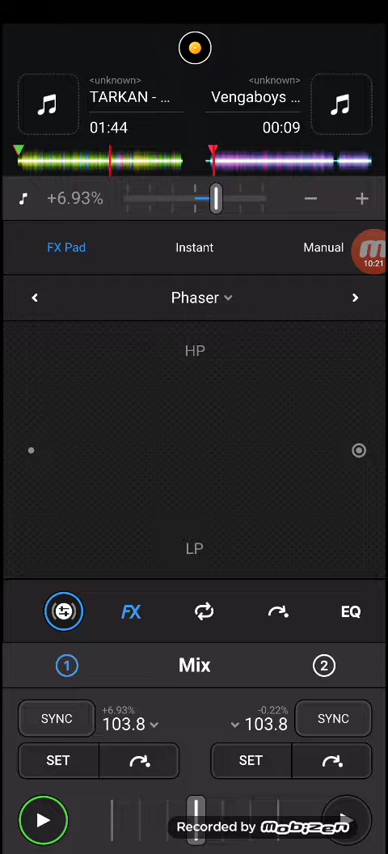 <unknown>
TARKAN - ...
01:44
<unknown>
Vengaboys ...
00:09
+6.93%
FX Pad
Instant
Manual
10:21
Phaser
HP
LP
FX
EQ
1
Mix
2
SYNC
+6.93%
103.8
-0.22%
103.8
SYNC
SET
SET
Recorded by mobizen